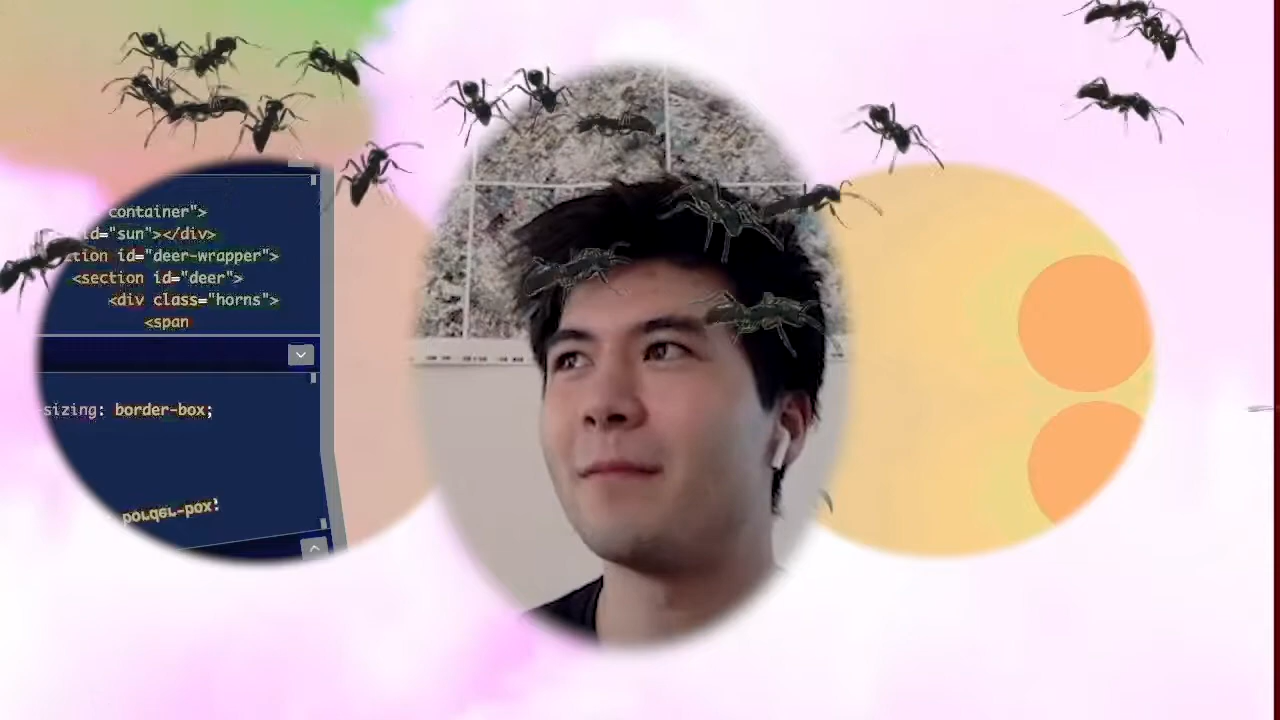 container">
id="sun"></div>
tion id="deer-wrapper">
<section id="deer">
<div class="horns">
<span
-sizing: border-box;
border-box;